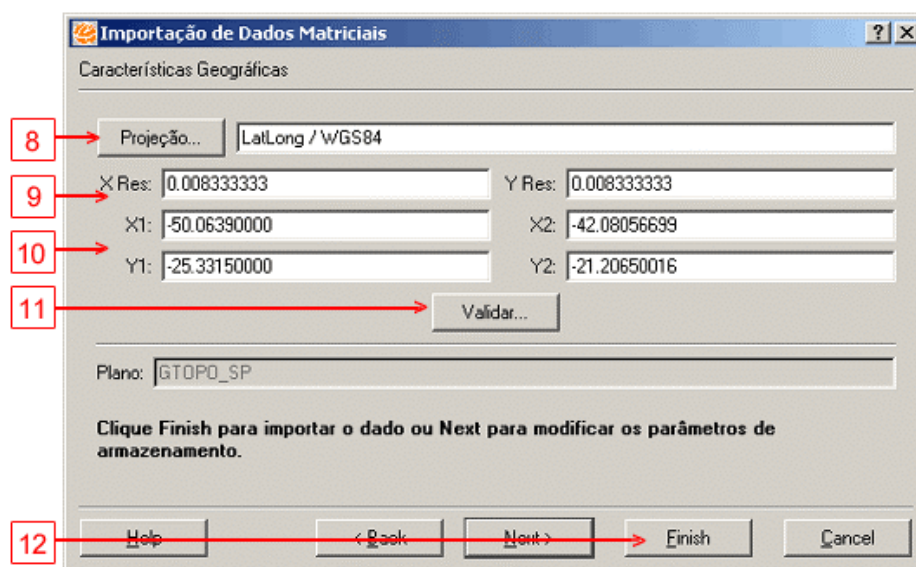 Importação de Dados Matriciais
Características Geográficas
8 Projeção... LatLong / WGS84
9 X Res: 0.008333333 Y Res: 0.008333333
X1: -50.06390000 X2: -42.08056699
10
Y1: -25.33150000 Y2: -21.20650016
11 Validar...
Plano: GTOPO_SP
Clique Finish para importar o dado ou Next para modificar os parâmetros de
armazenamento.
12 Help < Back Next > Finish Cancel